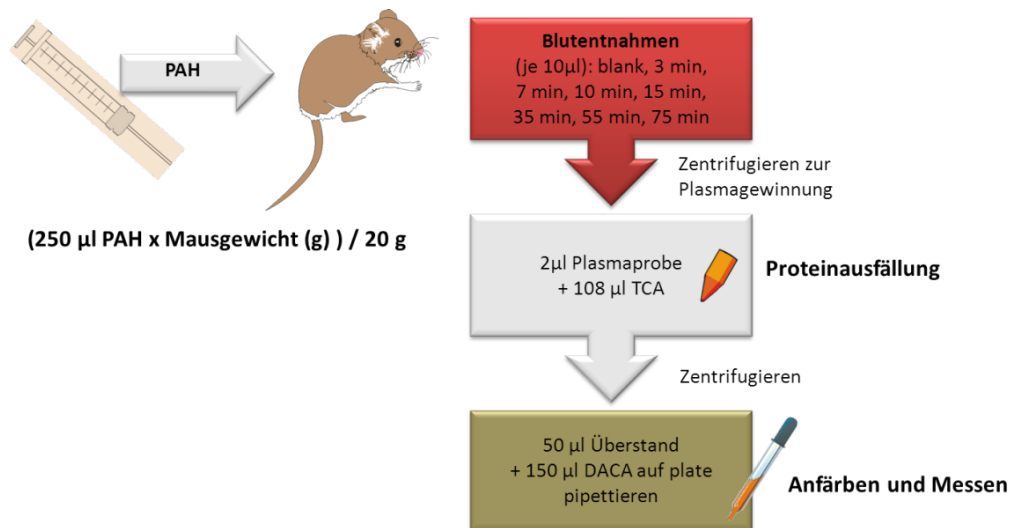 PAH
(250 µl PAH x Mausgewicht (g) ) / 20 g
Blutentnahmen
(je 10µl): blank, 3 min,
7 min, 10 min, 15 min,
35 min, 55 min, 75 min
Zentrifugieren zur
Plasmagewinnung
2µl Plasmaprobe
+ 108 µl TCA
Proteinausfällung
Zentrifugieren
50 µl Überstand
+ 150 µl DACA auf plate
pipettieren
Anfärben und Messen